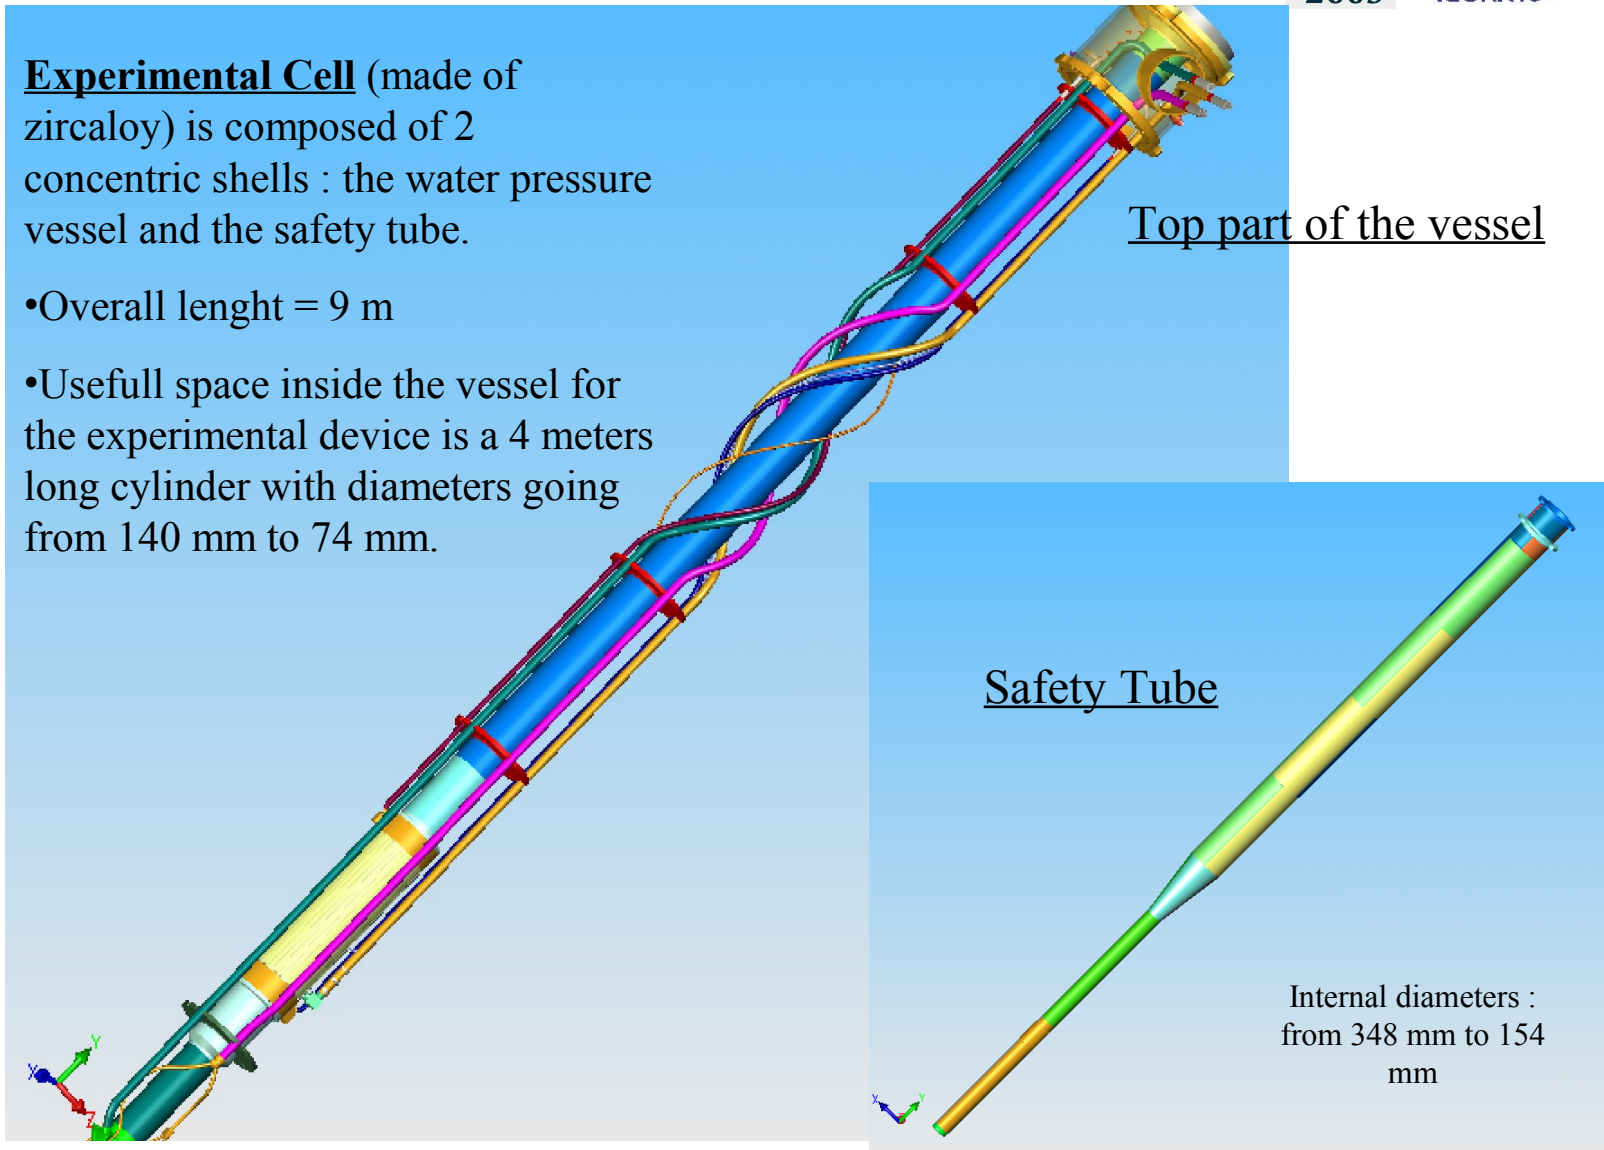 Experimental Cell (made of
zircaloy) is composed of 2
concentric shells : the water pressure
vessel and the safety tube.
•Overall lenght = 9 m
•Usefull space inside the vessel for
the experimental device is a 4 meters
long cylinder with diameters going
from 140 mm to 74 mm.
Top part of the vessel
Safety Tube
Internal diameters :
from 348 mm to 154
mm
X
Y
Z
X
Y